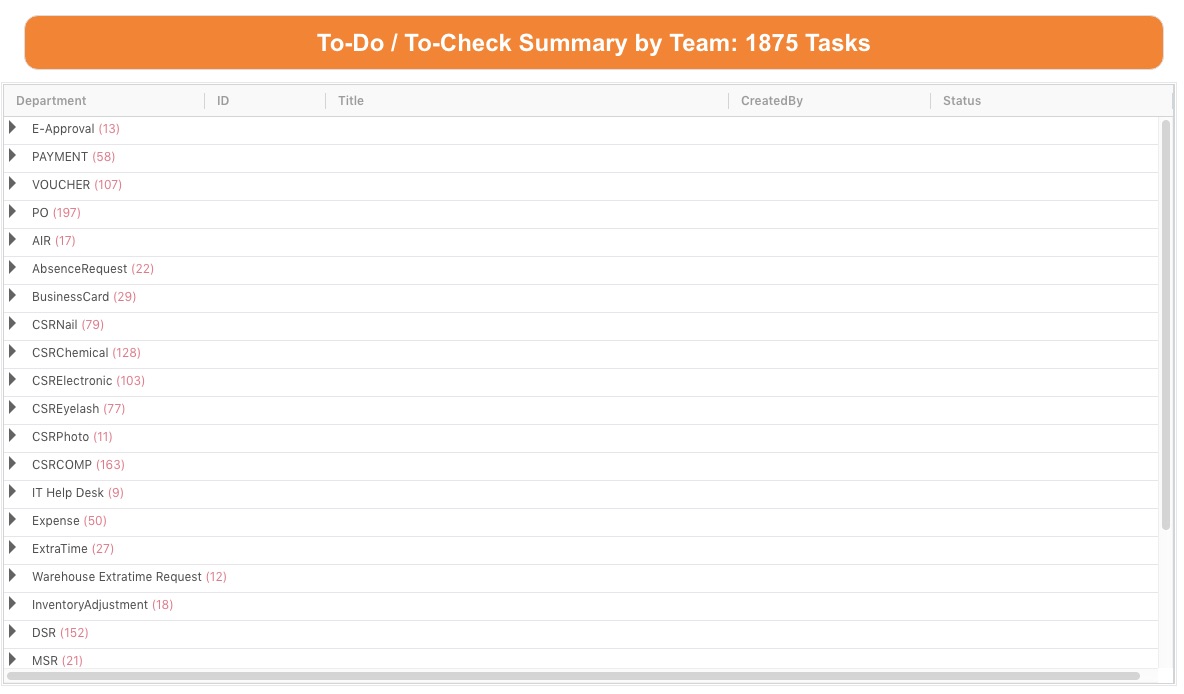 To-Do / To-Check Summary by Team: 1875 Tasks
Department ID Title CreatedBy Status
E-Approval (13)
PAYMENT (58)
VOUCHER (107)
PO (197)
AIR (17)
AbsenceRequest (22)
BusinessCard (29)
CSRNail (79)
CSRChemical (128)
CSRElectronic (103)
CSREyelash (77)
CSRPhoto (11)
CSRCOMP (163)
IT Help Desk (9)
Expense (50)
ExtraTime (27)
Warehouse Extratime Request (12)
InventoryAdjustment (18)
DSR (152)
MSR (21)